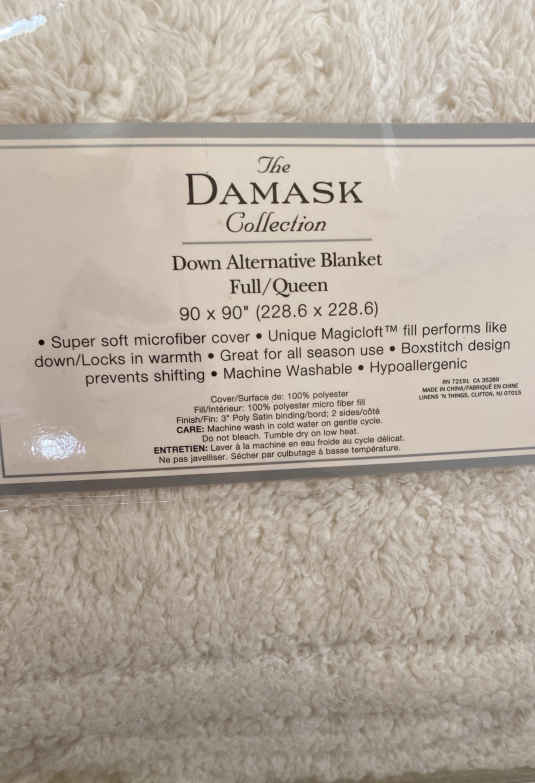 The
DAMASK
Collection
Down Alternative Blanket
Full/Queen
90 x 90" (228.6 x 228.6)
• Super soft microfiber cover • Unique Magicloft™ fill performs like
down/Locks in warmth • Great for all season use • Boxstitch design
prevents shifting • Machine Washable • Hypoallergenic
Cover/Surface de: 100% polyester
Fill/Intérieur: 100% polyester micro fiber fill
Finish/Fin: 3" Poly Satin binding/bord; 2 sides/côté
CARE: Machine wash in cold water on gentle cycle.
Do not bleach. Tumble dry on low heat.
ENTRETIEN: Laver à la machine en eau froide au cycle délicat.
Ne pas javelliser. Sécher par culbutage à basse température.
RN 72191 CA 35280
MADE IN CHINA/FABRIQUÉ EN CHINE
LINENS 'N THINGS, CLIFTON, NJ 07015